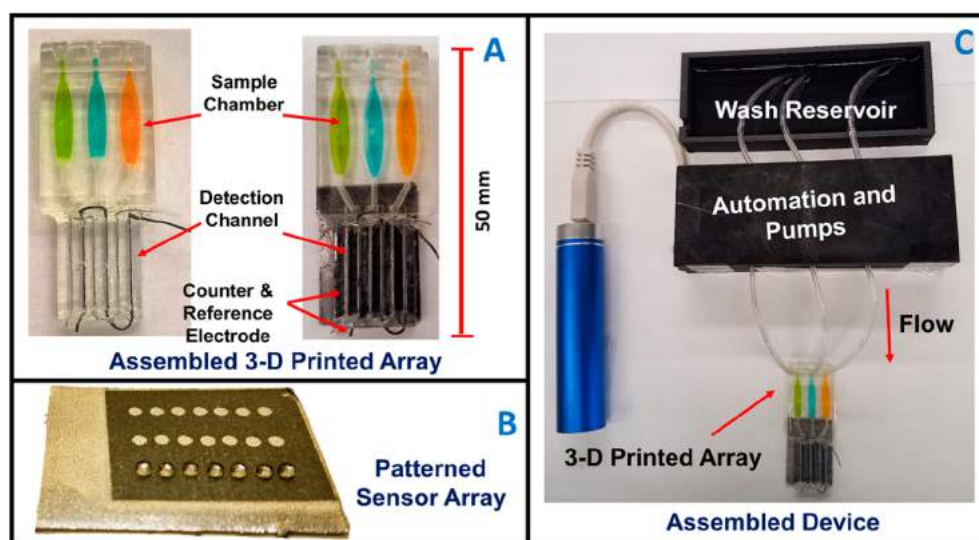 A
Sample
Chamber
Detection
Channel
Counter &
Reference
Electrode
50 mm
Assembled 3-D Printed Array
B
Patterned
Sensor Array
C
Wash Reservoir
Automation and
Pumps
Flow
3-D Printed Array
Assembled Device